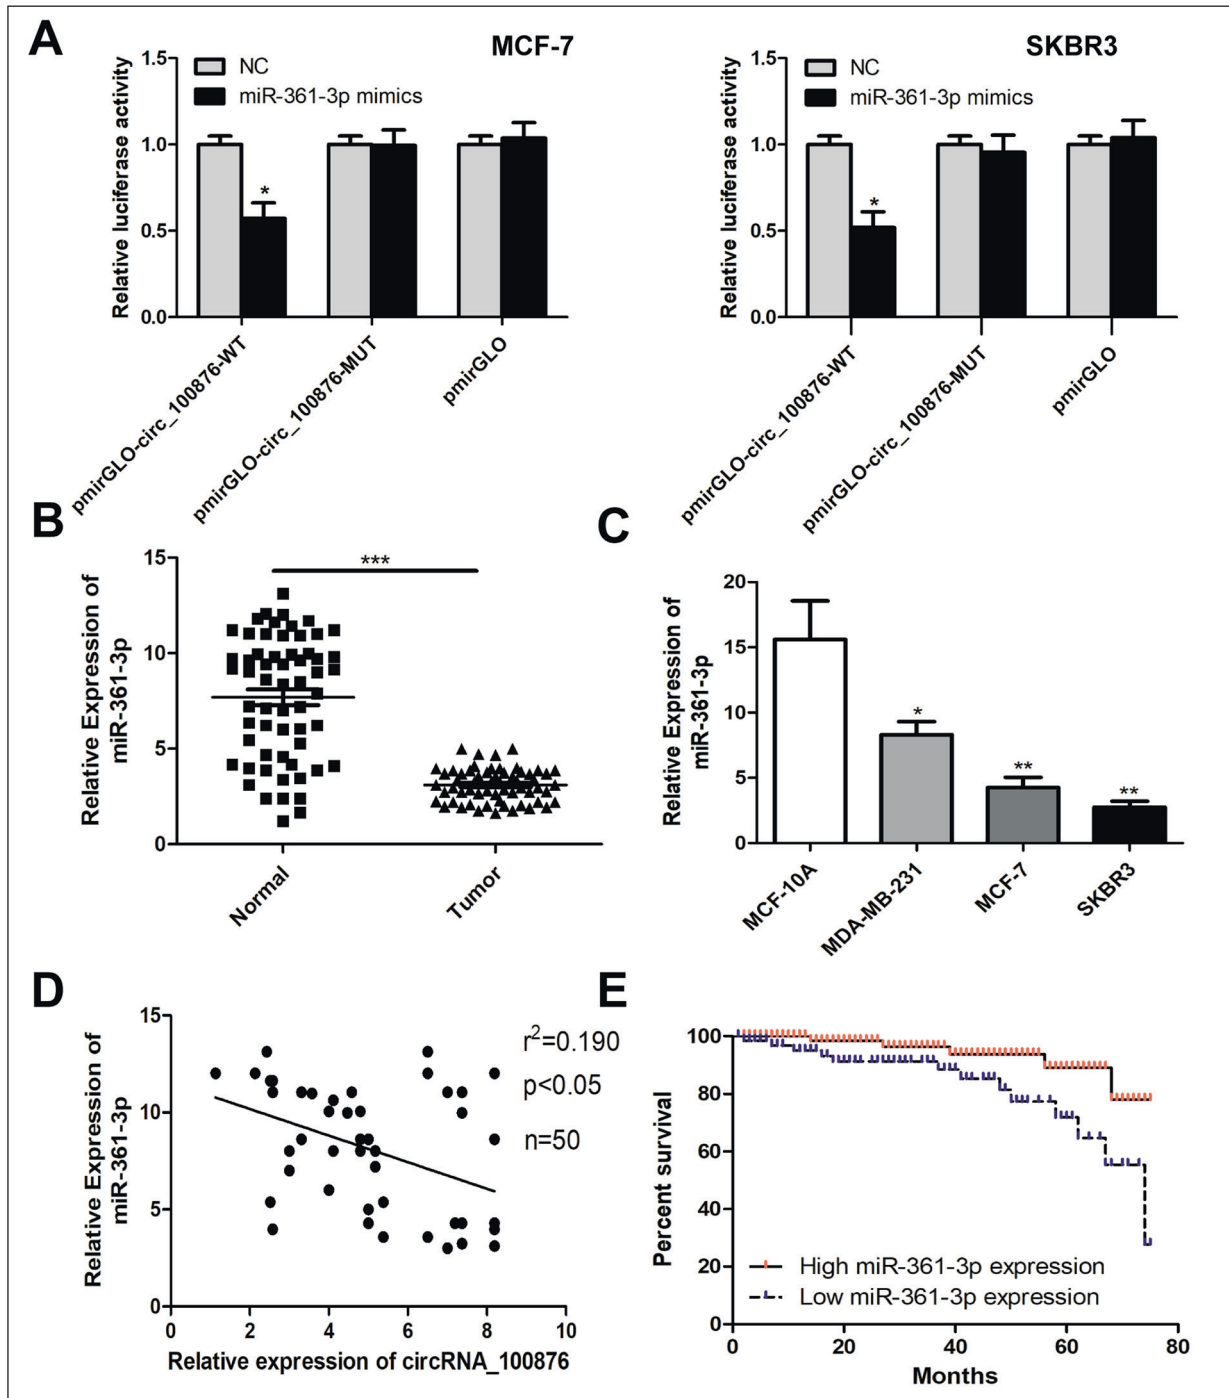 A
MCF-7
Relative luciferase activity
1.5
1.0
0.5
0.0
NC
miR-361-3p mimics
*
pmirGLO-circ_100876-WT
pmirGLO-circ_100876-MUT
pmirGLO
SKBR3
Relative luciferase activity
1.5
1.0
0.5
0.0
NC
miR-361-3p mimics
*
pmirGLO-circ_100876-WT
pmirGLO-circ_100876-MUT
pmirGLO
B
Relative Expression of
miR-361-3p
15
10
5
0
***
Normal
Tumor
C
Relative Expression of
miR-361-3p
20
15
10
5
0
*
**
**
MCF-10A
MDA-MB-231
MCF-7
SKBR3
D
Relative Expression of
miR-361-3p
15
10
5
0
r²=0.190
p<0.05
n=50
0 2 4 6 8 10
Relative expression of circRNA_100876
E
Percent survival
100
80
60
40
20
0
High miR-361-3p expression
Low miR-361-3p expression
0 20 40 60 80
Months